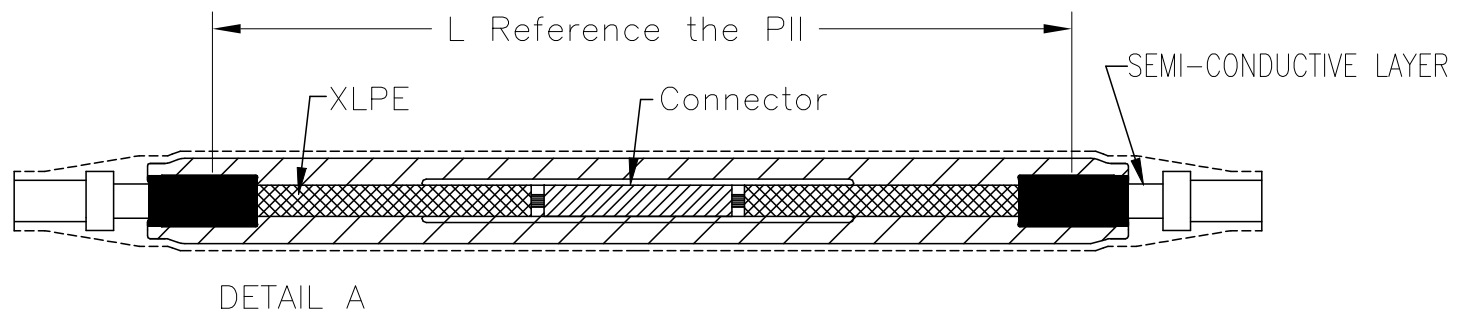 L Reference the PII
SEMI-CONDUCTIVE LAYER
XLPE
Connector
DETAIL A